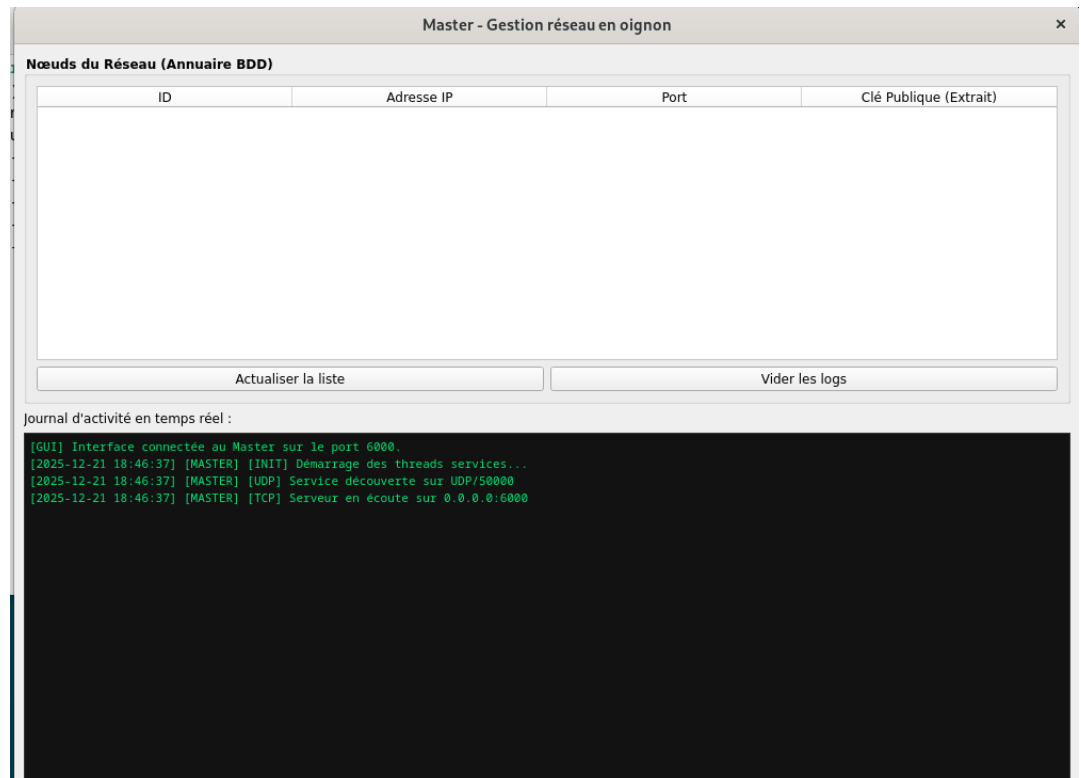 Master - Gestion réseau en oignon ×
Nœuds du Réseau (Annuaire BDD)
ID Adresse IP Port Clé Publique (Extrait)
Actualiser la liste Vider les logs
Journal d'activité en temps réel :
[GUI] Interface connectée au Master sur le port 6000.
[2025-12-21 18:46:37] [MASTER] [INIT] Démarrage des threads services...
[2025-12-21 18:46:37] [MASTER] [UDP] Service découverte sur UDP/50000
[2025-12-21 18:46:37] [MASTER] [TCP] Serveur en écoute sur 0.0.0.0:6000